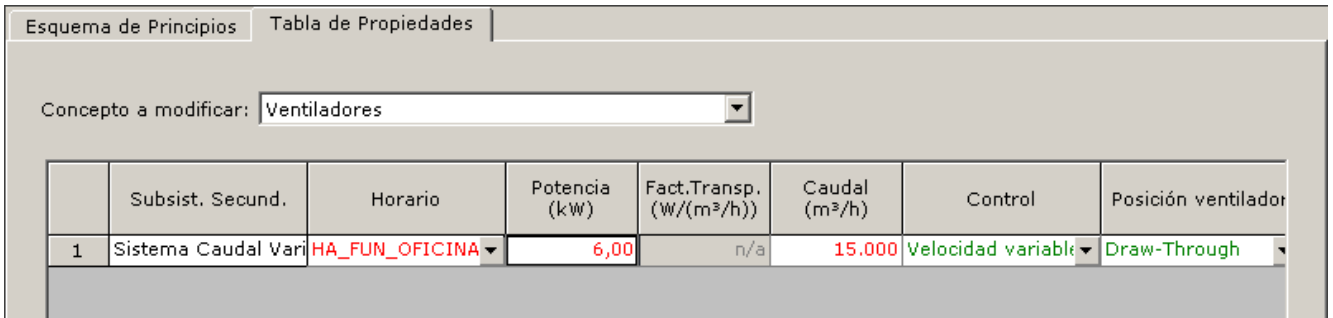 Esquema de Principios
Tabla de Propiedades
Concepto a modificar: Ventiladores
Subsist. Secund.
Horario
Potencia
(kW)
Fact.Transp.
(W/(m³/h))
Caudal
(m³/h)
Control
Posición ventilador
1 Sistema Caudal Vari HA_FUN_OFICINA 6,00 n/a 15.000 Velocidad variable Draw-Through